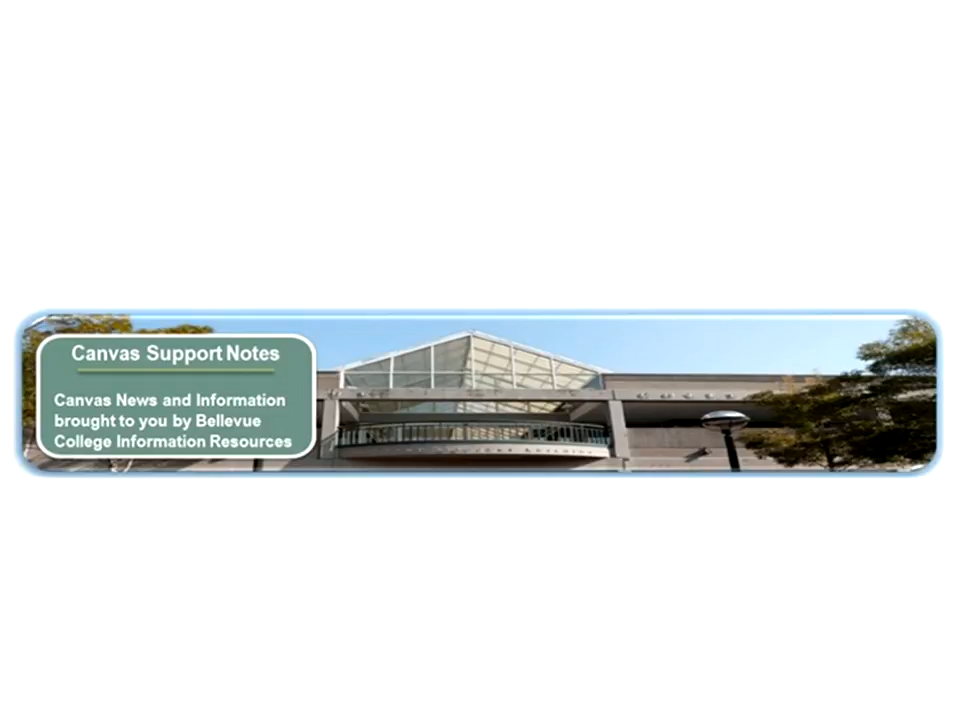 Canvas Support Notes
Canvas News and Information
brought to you by Bellevue
College Information Resources